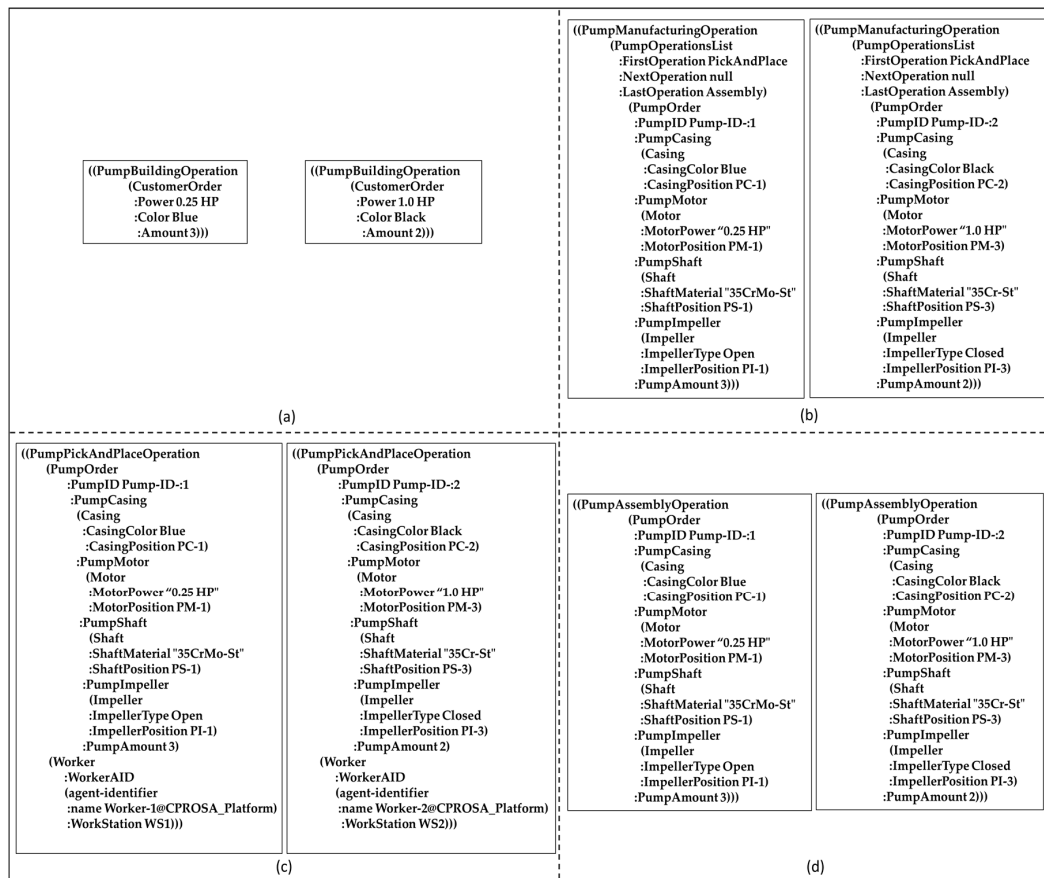 ((PumpBuildingOperation
(CustomerOrder
:Power 0.25 HP
:Color Blue
:Amount 3)))
((PumpBuildingOperation
(CustomerOrder
:Power 1.0 HP
:Color Black
:Amount 2)))
(a)
((PumpManufacturingOperation
(PumpOperationsList
:FirstOperation PickAndPlace
:NextOperation null
:LastOperation Assembly)
(PumpOrder
:PumpID Pump-ID-:1
:PumpCasing
(Casing
:CasingColor Blue
:CasingPosition PC-1)
:PumpMotor
(Motor
:MotorPower “0.25 HP"
:MotorPosition PM-1)
:PumpShaft
(Shaft
:ShaftMaterial "35CrMo-St"
:ShaftPosition PS-1)
:PumpImpeller
(Impeller
:ImpellerType Open
:ImpellerPosition PI-1)
:PumpAmount 3)))
((PumpManufacturingOperation
(PumpOperationsList
:FirstOperation PickAndPlace
:NextOperation null
:LastOperation Assembly)
(PumpOrder
:PumpID Pump-ID-:2
:PumpCasing
(Casing
:CasingColor Black
:CasingPosition PC-2)
:PumpMotor
(Motor
:MotorPower “1.0 HP"
:MotorPosition PM-3)
:PumpShaft
(Shaft
:ShaftMaterial "35Cr-St"
:ShaftPosition PS-3)
:PumpImpeller
(Impeller
:ImpellerType Closed
:ImpellerPosition PI-3)
:PumpAmount 2)))
(b)
((PumpPickAndPlaceOperation
(PumpOrder
:PumpID Pump-ID-:1
:PumpCasing
(Casing
:CasingColor Blue
:CasingPosition PC-1)
:PumpMotor
(Motor
:MotorPower “0.25 HP"
:MotorPosition PM-1)
:PumpShaft
(Shaft
:ShaftMaterial "35CrMo-St"
:ShaftPosition PS-1)
:PumpImpeller
(Impeller
:ImpellerType Open
:ImpellerPosition PI-1)
:PumpAmount 3)
(Worker
:WorkerAID
(agent-identifier
:name Worker-1@CPROSA_Platform)
:WorkStation WS1)))
((PumpPickAndPlaceOperation
(PumpOrder
:PumpID Pump-ID-:2
:PumpCasing
(Casing
:CasingColor Black
:CasingPosition PC-2)
:PumpMotor
(Motor
:MotorPower “1.0 HP"
:MotorPosition PM-3)
:PumpShaft
(Shaft
:ShaftMaterial "35Cr-St"
:ShaftPosition PS-3)
:PumpImpeller
(Impeller
:ImpellerType Closed
:ImpellerPosition PI-3)
:PumpAmount 2)
(Worker
:WorkerAID
(agent-identifier
:name Worker-2@CPROSA_Platform)
:WorkStation WS2)))
(c)
((PumpAssemblyOperation
(PumpOrder
:PumpID Pump-ID-:1
:PumpCasing
(Casing
:CasingColor Blue
:CasingPosition PC-1)
:PumpMotor
(Motor
:MotorPower “0.25 HP"
:MotorPosition PM-1)
:PumpShaft
(Shaft
:ShaftMaterial "35CrMo-St"
:ShaftPosition PS-1)
:PumpImpeller
(Impeller
:ImpellerType Open
:ImpellerPosition PI-1)
:PumpAmount 3)))
((PumpAssemblyOperation
(PumpOrder
:PumpID Pump-ID-:2
:PumpCasing
(Casing
:CasingColor Black
:CasingPosition PC-2)
:PumpMotor
(Motor
:MotorPower “1.0 HP"
:MotorPosition PM-3)
:PumpShaft
(Shaft
:ShaftMaterial "35Cr-St"
:ShaftPosition PS-3)
:PumpImpeller
(Impeller
:ImpellerType Closed
:ImpellerPosition PI-3)
:PumpAmount 2)))
(d)